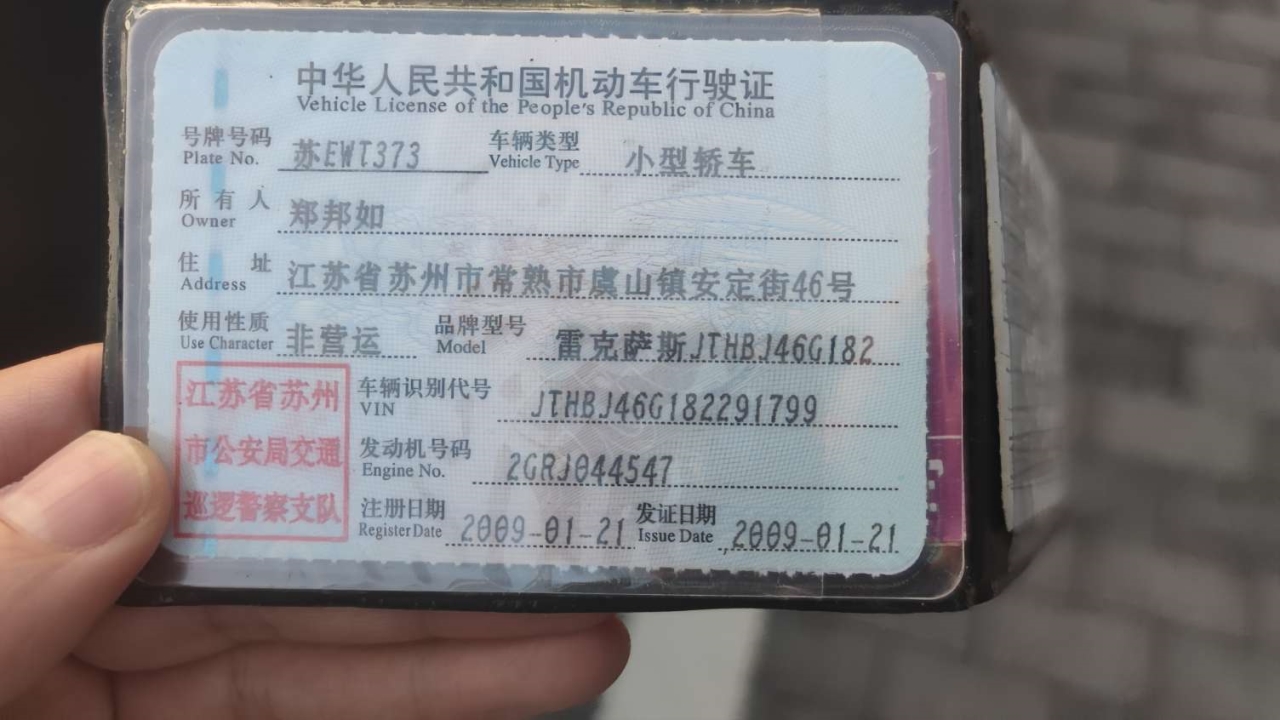 中华人民共和国机动车行驶证
Vehicle License of the People's Republic of China
号牌号码 苏EWT373 车辆类型 小型轿车
Plate No. Vehicle Type
所有人 郑邦如
Owner
住址 江苏省苏州市常熟市虞山镇安定街46号
Address
使用性质 非营运 品牌型号 雷克萨斯JTHBJ46G182
Use Character Model
江苏省苏州
市公安局交通
巡逻警察支队
车辆识别代号 JTHBJ46G182291799
VIN
发动机号码 2GRJ044547
Engine No.
注册日期 2009-01-21 发证日期 2009-01-21
Register Date Issue Date